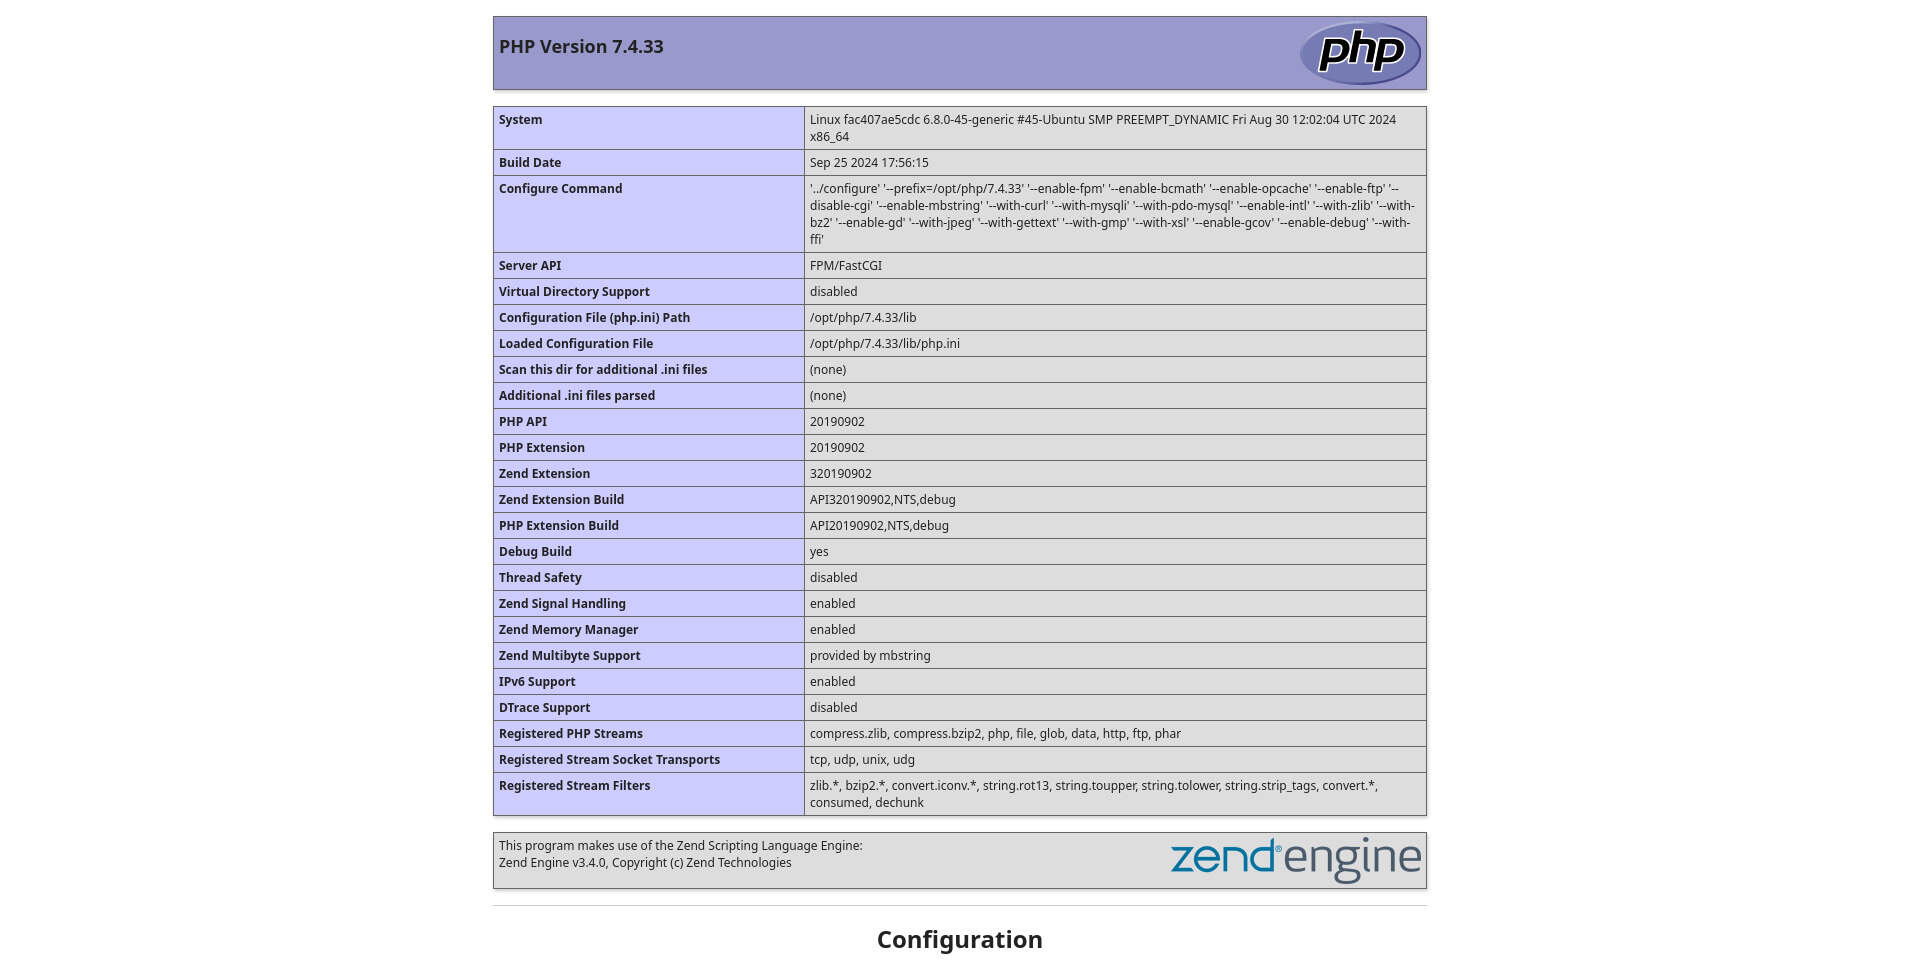 PHP Version 7.4.33
php
System
Linux fac407ae5cdc 6.8.0-45-generic #45-Ubuntu SMP PREEMPT_DYNAMIC Fri Aug 30 12:02:04 UTC 2024
x86_64
Build Date
Sep 25 2024 17:56:15
Configure Command
'../configure' '--prefix=/opt/php/7.4.33' '--enable-fpm' '--enable-bcmath' '--enable-opcache' '--enable-ftp' '--
disable-cgi' '--enable-mbstring' '--with-curl' '--with-mysqli' '--with-pdo-mysql' '--enable-intl' '--with-zlib' '--with-
bz2' '--enable-gd' '--with-jpeg' '--with-gettext' '--with-gmp' '--with-xsl' '--enable-gcov' '--enable-debug' '--with-
ffi'
Server API
FPM/FastCGI
Virtual Directory Support
disabled
Configuration File (php.ini) Path
/opt/php/7.4.33/lib
Loaded Configuration File
/opt/php/7.4.33/lib/php.ini
Scan this dir for additional .ini files
(none)
Additional .ini files parsed
(none)
PHP API
20190902
PHP Extension
20190902
Zend Extension
320190902
Zend Extension Build
API320190902,NTS,debug
PHP Extension Build
API20190902,NTS,debug
Debug Build
yes
Thread Safety
disabled
Zend Signal Handling
enabled
Zend Memory Manager
enabled
Zend Multibyte Support
provided by mbstring
IPv6 Support
enabled
DTrace Support
disabled
Registered PHP Streams
compress.zlib, compress.bzip2, php, file, glob, data, http, ftp, phar
Registered Stream Socket Transports
tcp, udp, unix, udg
Registered Stream Filters
zlib.*, bzip2.*, convert.iconv.*, string.rot13, string.toupper, string.tolower, string.strip_tags, convert.*,
consumed, dechunk
This program makes use of the Zend Scripting Language Engine:
Zend Engine v3.4.0, Copyright (c) Zend Technologies
zend® engine
Configuration